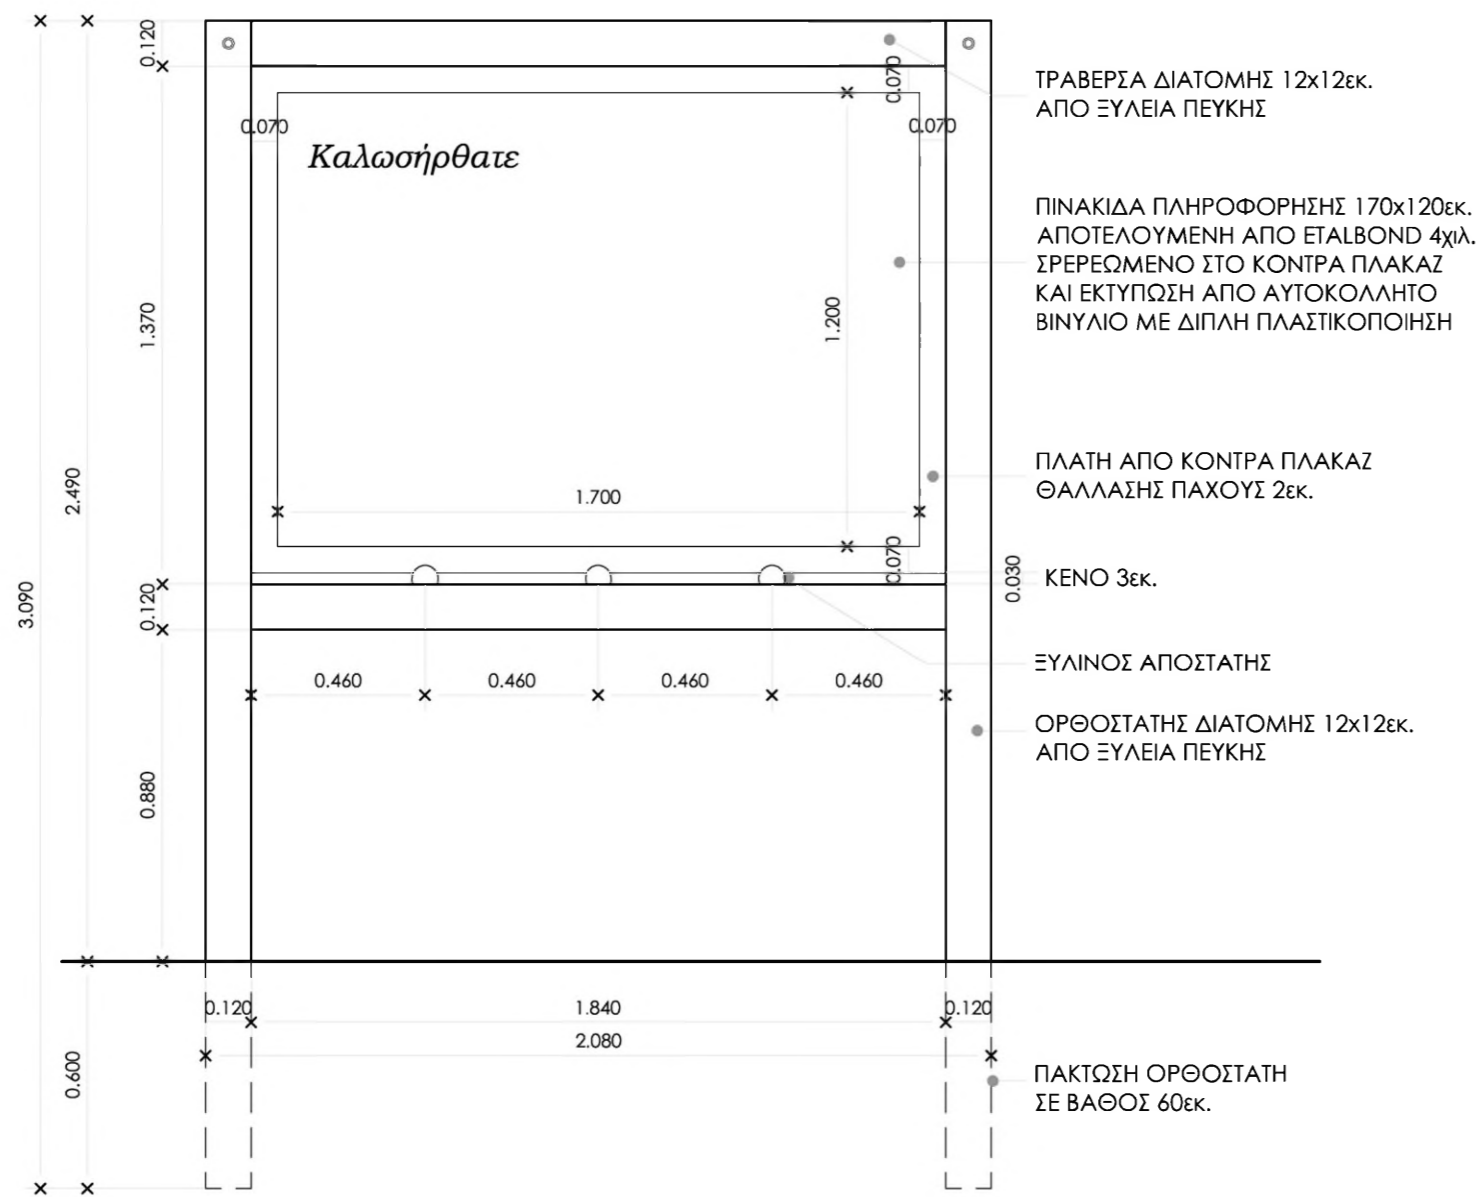 0.120
0.070
ΤΡΑΒΕΡΣΑ ΔΙΑΤΟΜΗΣ 12x12εκ.
ΑΠΟ ΞΥΛΕΙΑ ΠΕΥΚΗΣ
0.070
0.070
Καλωσήρθατε
ΠΙΝΑΚΙΔΑ ΠΛΗΡΟΦΟΡΗΣΗΣ 170x120εκ.
ΑΠΟΤΕΛΟΥΜΕΝΗ ΑΠΟ ETALBOND 4χιλ.
ΣΡΕΡΕΩΜΕΝΟ ΣΤΟ ΚΟΝΤΡΑ ΠΛΑΚΑΖ
ΚΑΙ ΕΚΤΥΠΩΣΗ ΑΠΟ ΑΥΤΟΚΟΛΛΗΤΟ
ΒΙΝΥΛΙΟ ΜΕ ΔΙΠΛΗ ΠΛΑΣΤΙΚΟΠΟΙΗΣΗ
1.370
1.200
ΠΛΑΤΗ ΑΠΟ ΚΟΝΤΡΑ ΠΛΑΚΑΖ
ΘΑΛΛΑΣΗΣ ΠΑΧΟΥΣ 2εκ.
2.490
1.700
0.070
0.030
ΚΕΝΟ 3εκ.
3.090
0.120
ΞΥΛΙΝΟΣ ΑΠΟΣΤΑΤΗΣ
0.460
0.460
0.460
0.460
ΟΡΘΟΣΤΑΤΗΣ ΔΙΑΤΟΜΗΣ 12x12εκ.
ΑΠΟ ΞΥΛΕΙΑ ΠΕΥΚΗΣ
0.880
0.120
1.840
0.120
2.080
0.600
ΠΑΚΤΩΣΗ ΟΡΘΟΣΤΑΤΗ
ΣΕ ΒΑΘΟΣ 60εκ.